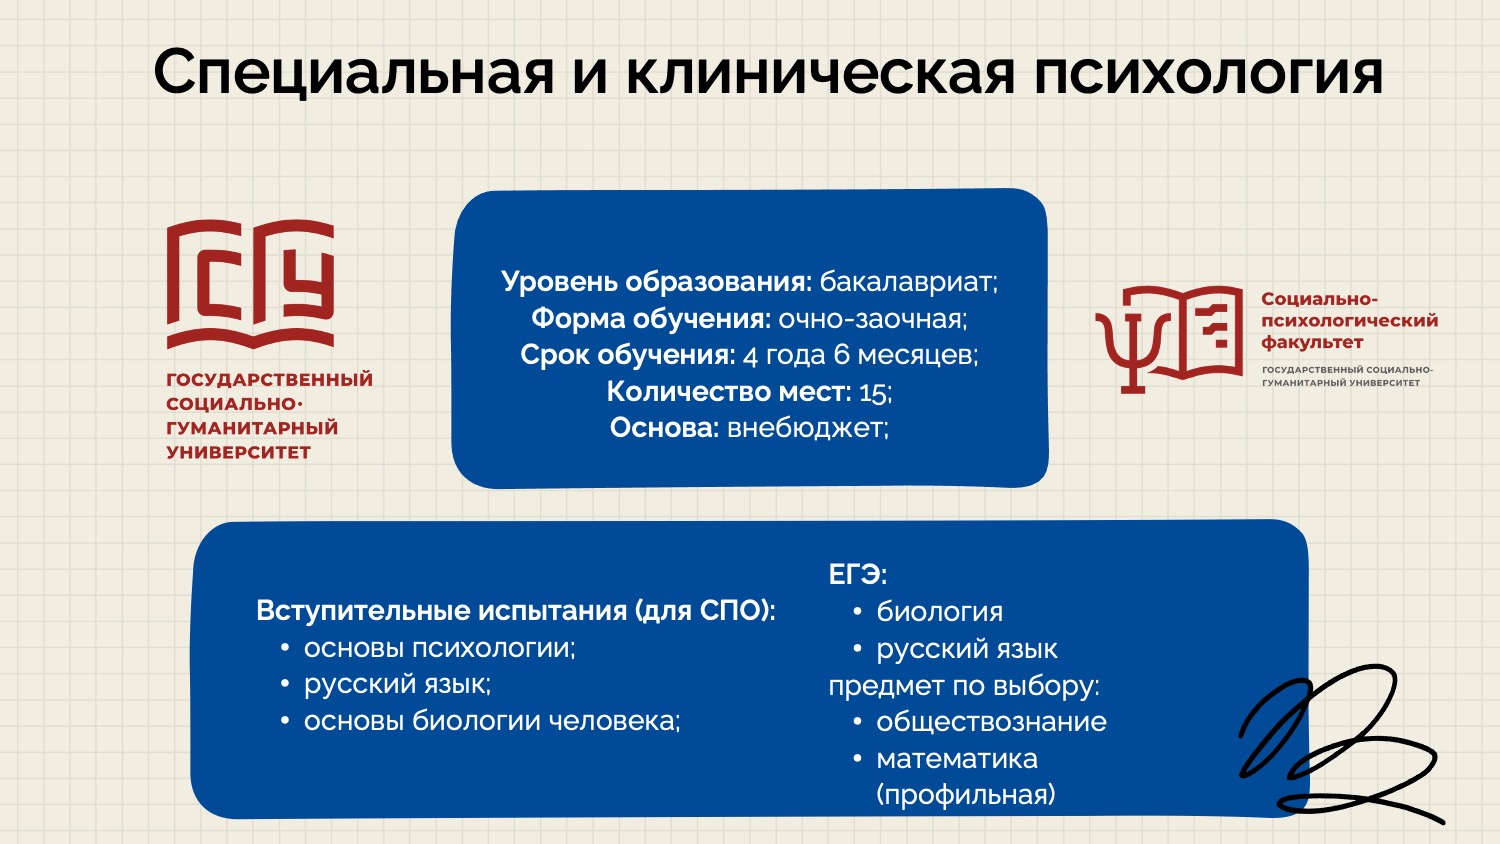 Специальная и клиническая психология
СУ
ГОСУДАРСТВЕННЫЙ
СОЦИАЛЬНО•
ГУМАНИТАРНЫЙ
УНИВЕРСИТЕТ
Уровень образования: бакалавриат;
Форма обучения: очно-заочная;
Срок обучения: 4 года 6 месяцев;
Количество мест: 15;
Основа: внебюджет;
Социально-
психологический
факультет
ГОСУДАРСТВЕННЫЙ СОЦИАЛЬНО-
ГУМАНИТАРНЫЙ УНИВЕРСИТЕТ
Вступительные испытания (для СПО):
• основы психологии;
• русский язык;
• основы биологии человека;
ЕГЭ:
• биология
• русский язык
предмет по выбору:
• обществознание
• математика
(профильная)